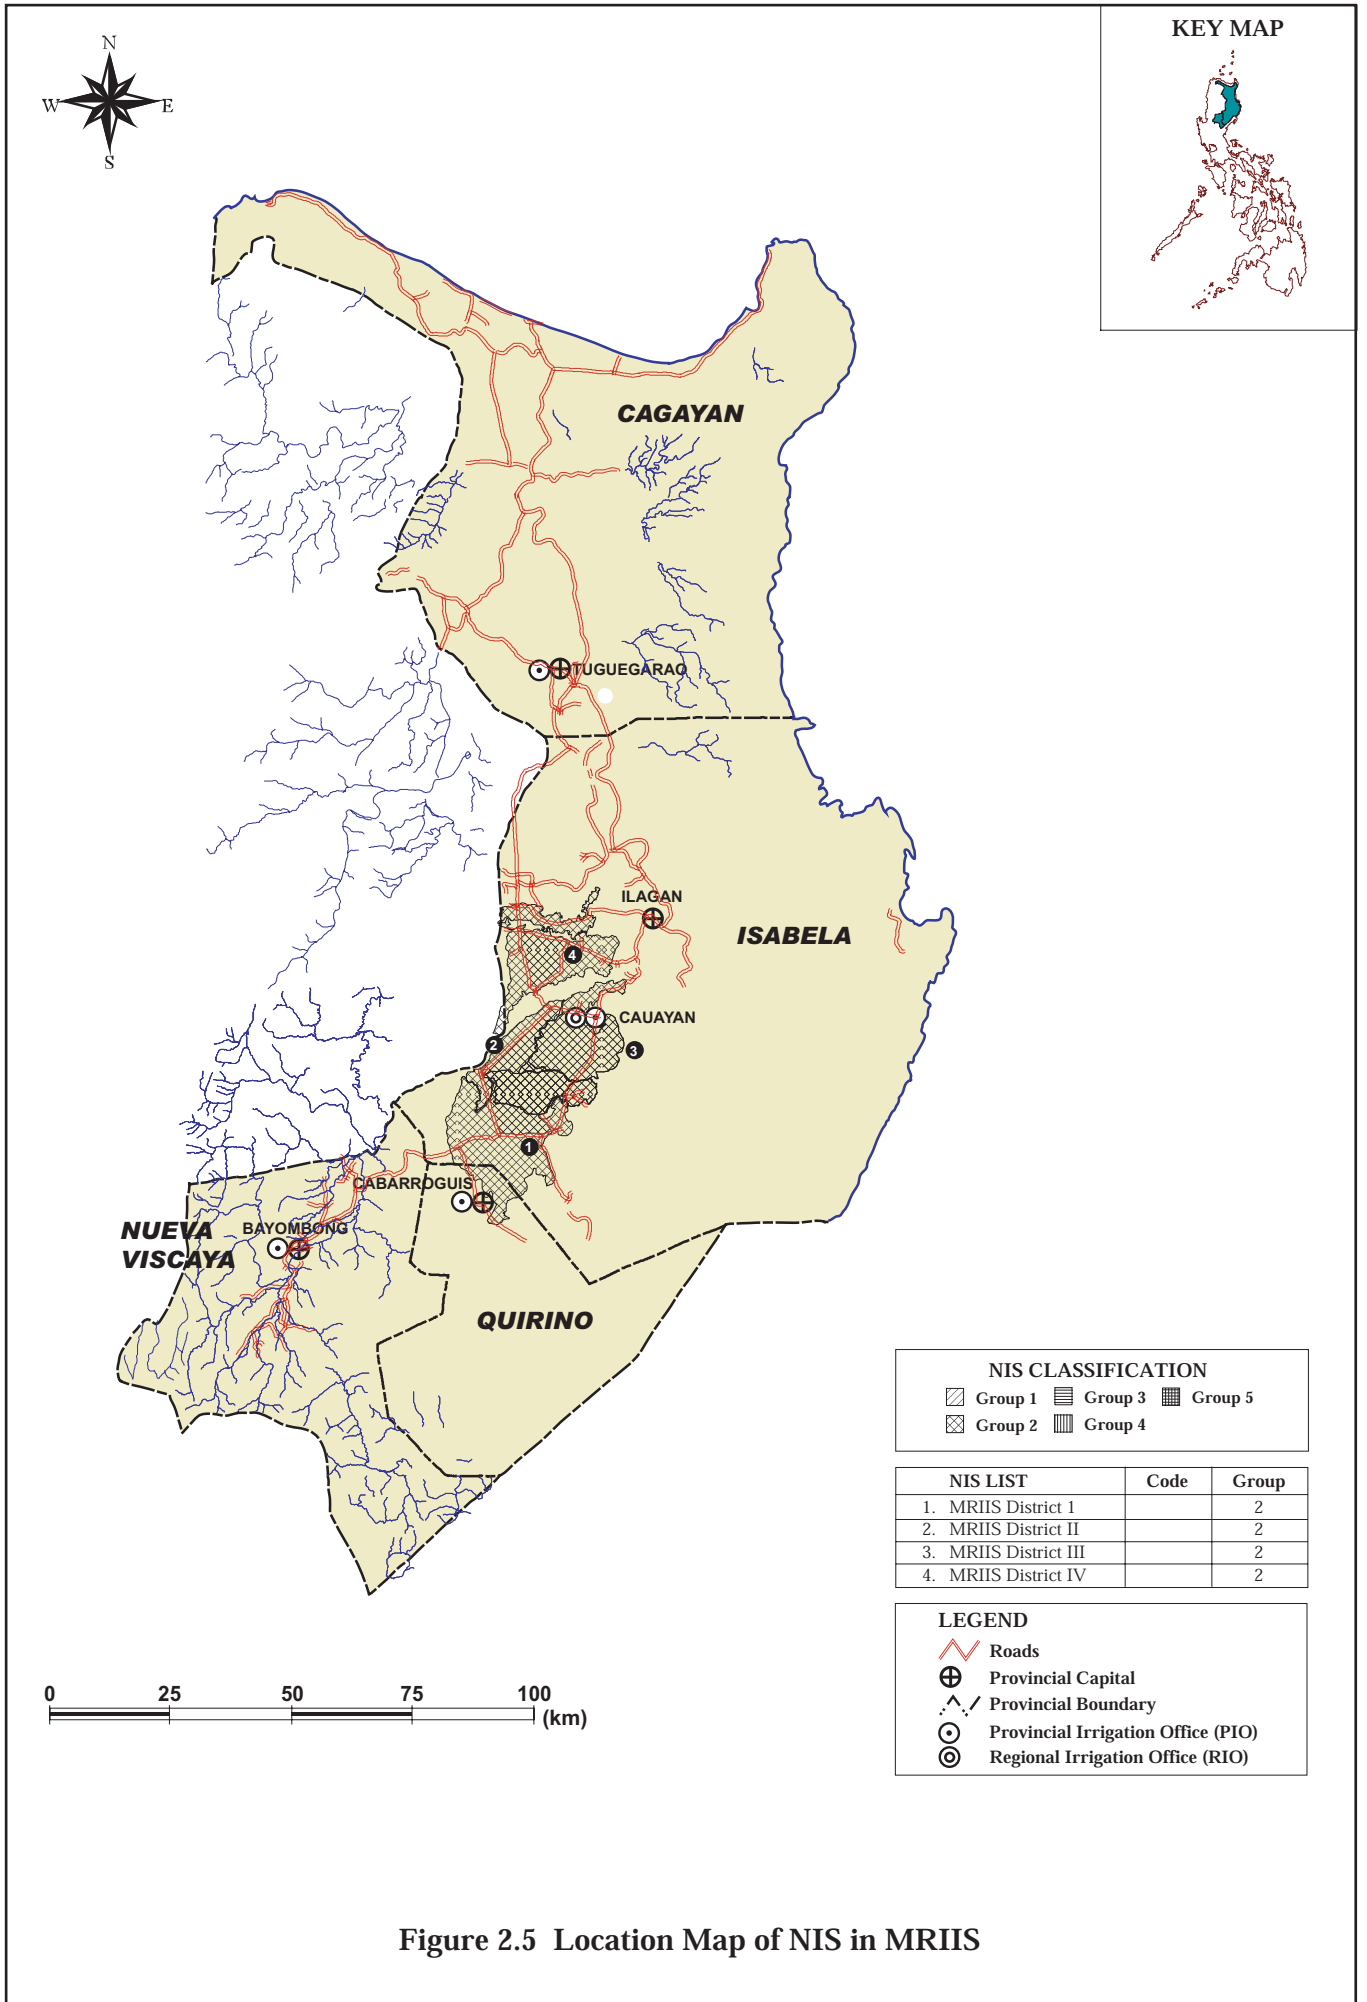 KEY MAP
N
W E
S
CAGAYAN
TUGUEGARAO
ILAGAN
ISABELA
4
CAUAYAN
2
3
1
CABARROGUIS
NUEVA
VISCAYA
BAYOMBONG
QUIRINO
NIS CLASSIFICATION
Group 1 Group 3 Group 5
Group 2 Group 4
NIS LIST Code Group
1. MRIIS District 1 2
2. MRIIS District II 2
3. MRIIS District III 2
4. MRIIS District IV 2
LEGEND
Roads
Provincial Capital
Provincial Boundary
Provincial Irrigation Office (PIO)
Regional Irrigation Office (RIO)
0 25 50 75 100
(km)
Figure 2.5 Location Map of NIS in MRIIS